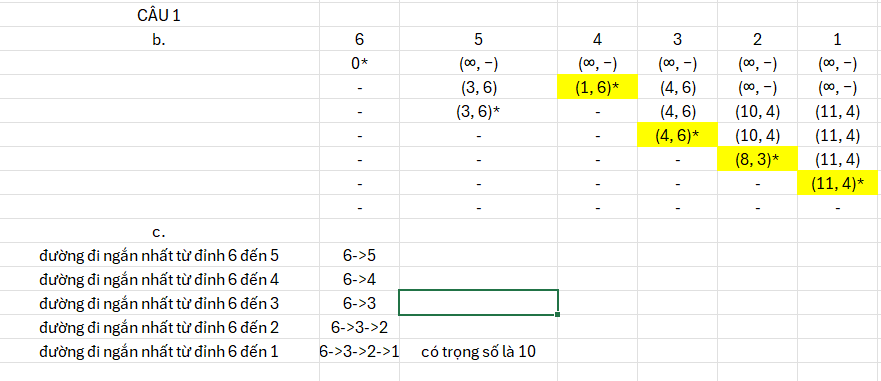 CÂU 1
b. 6 5 4 3 2 1
0* (∞, −) (∞, −) (∞, −) (∞, −) (∞, −)
- (3, 6) (1, 6)* (4, 6) (∞, −) (∞, −)
- (3, 6)* - (4, 6) (10, 4) (11, 4)
- - - (4, 6)* (10, 4) (11, 4)
- - - - (8, 3)* (11, 4)
- - - - - (11, 4)*
- - - - - -
c.
đường đi ngắn nhất từ đỉnh 6 đến 5 6->5
đường đi ngắn nhất từ đỉnh 6 đến 4 6->4
đường đi ngắn nhất từ đỉnh 6 đến 3 6->3
đường đi ngắn nhất từ đỉnh 6 đến 2 6->3->2
đường đi ngắn nhất từ đỉnh 6 đến 1 6->3->2->1 có trọng số là 10